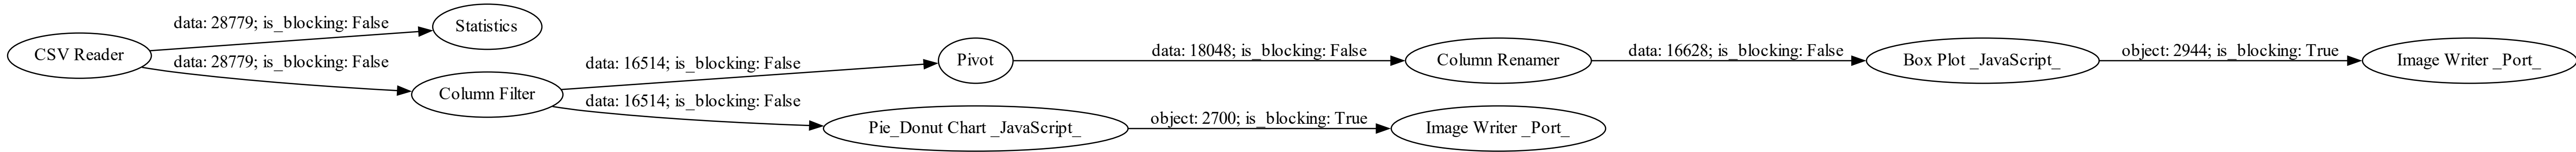 data: 28779; is_blocking: False
Statistics
CSV Reader
data: 28779; is_blocking: False
Column Filter
data: 16514; is_blocking: False
Pivot
data: 18048; is_blocking: False
Column Renamer
data: 16628; is_blocking: False
Box Plot _JavaScript_
object: 2944; is_blocking: True
Image Writer _Port_
data: 16514; is_blocking: False
Pie_Donut Chart _JavaScript_
object: 2700; is_blocking: True
Image Writer _Port_